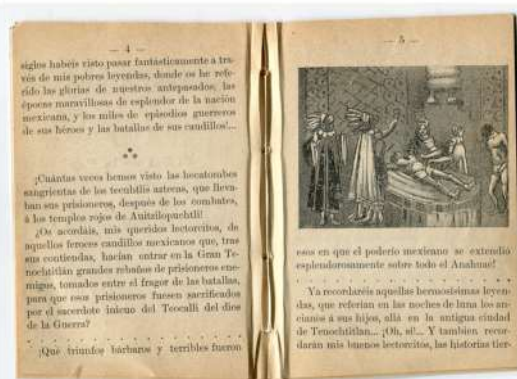 — 4 —
siglos habéis visto pasar fantásticamente á tra-
vés de mis pobres leyendas, donde os he refe-
rido las glorias de nuestros antepasados, las
épocas maravillosas de esplendor de la nación
mexicana, y los miles de episodios guerreros
de sus héroes y las batallas de sus caudillos!...
¡Cuántas veces hemos visto las hecatombes
sangrientas de los tecuhtlis aztecas, que lleva-
ban sus prisioneros, después de los combates,
á los templos rojos de Huitzilopuchtli!
¿Os acordáis, mis queridos lectorcitos, de
aquellos feroces caudillos mexicanos que, tras
sus contiendas, hacían entrar en la Gran Te-
nochtitlán grandes rebaños de prisioneros ene-
migos, tomados entre el fragor de las batallas,
para que esos prisioneros fuesen sacrificados
por el sacerdote inicuo del Teocalli del dios
de la Guerra?
. . . . . . . . . . . . . . . . . . . .
¡Qué triunfos bárbaros y terribles fueron
— 5 —
esos en que el poderío mexicano se extendió
esplendorosamente sobre todo el Anahuac!
. . . . . . . . . . . . . . . . . . . .
Ya recordaréis aquellas hermosísimas leyen-
das, que referían en las noches de luna los an-
cianos á sus hijos, allá en la antigua ciudad
de Tenochtitlan... ¡Oh, sí!... Y tambien recor-
darán mis buenos lectorcitos, las historias tier-